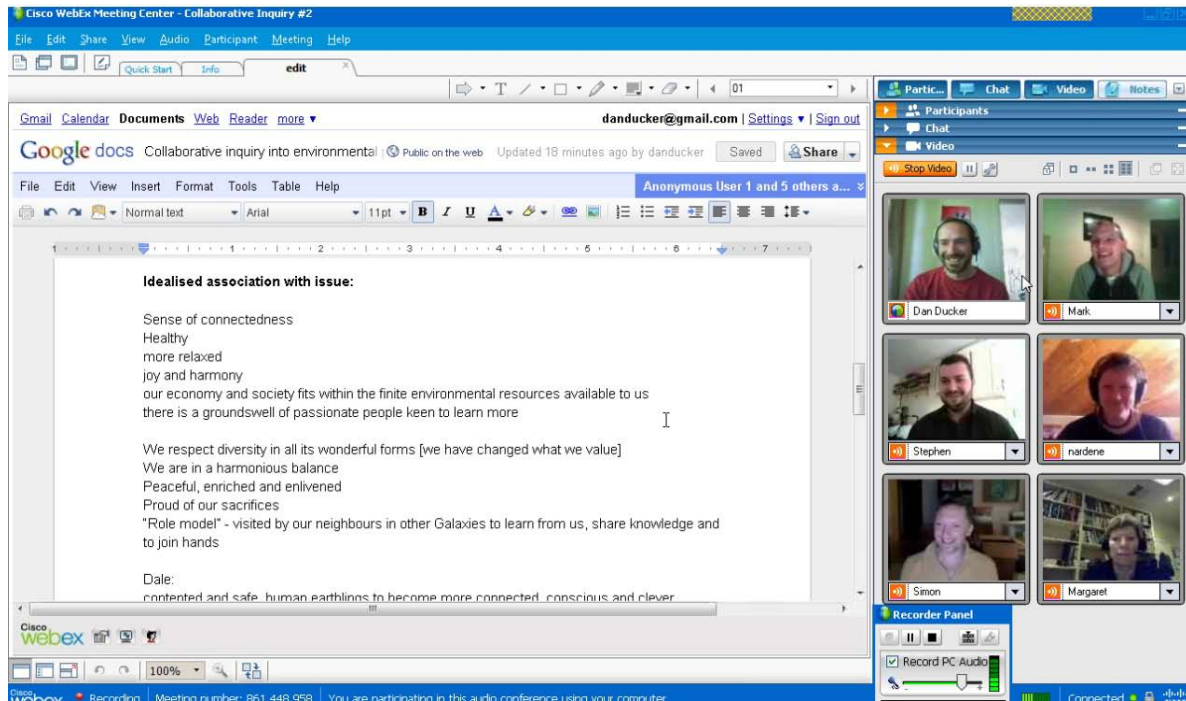 Cisco WebEx Meeting Center - Collaborative Inquiry #2
File Edit Share View Audio Participant Meeting Help
Quick Start Info edit
01
Partic... Chat Video Notes
Gmail Calendar Documents Web Reader more
danducker@gmail.com | Settings | Sign out
Participants
Chat
Video
Google docs Collaborative inquiry into environmental Public on the web Updated 18 minutes ago by danducker Saved Share
Stop Video
File Edit View Insert Format Tools Table Help
Anonymous User 1 and 5 others a...
Normal text Arial 11pt B I U A
1 1 2 3 4 5 6 7
Idealised association with issue:
Sense of connectedness
Healthy
more relaxed
joy and harmony
our economy and society fits within the finite environmental resources available to us
there is a groundswell of passionate people keen to learn more
We respect diversity in all its wonderful forms [we have changed what we value]
We are in a harmonious balance
Peaceful, enriched and enlivened
Proud of our sacrifices
"Role model" - visited by our neighbours in other Galaxies to learn from us, share knowledge and
to join hands
Dale:
contented and safe, human earthlings to become more connected, conscious and clever
Dan Ducker
Mark
Stephen
nardene
Simon
Margaret
Cisco
webex
Recorder Panel
Record PC Audio
100%
Cisco
webex
Recording Meeting number: 861 448 958 You are participating in this audio conference using your computer
Connected